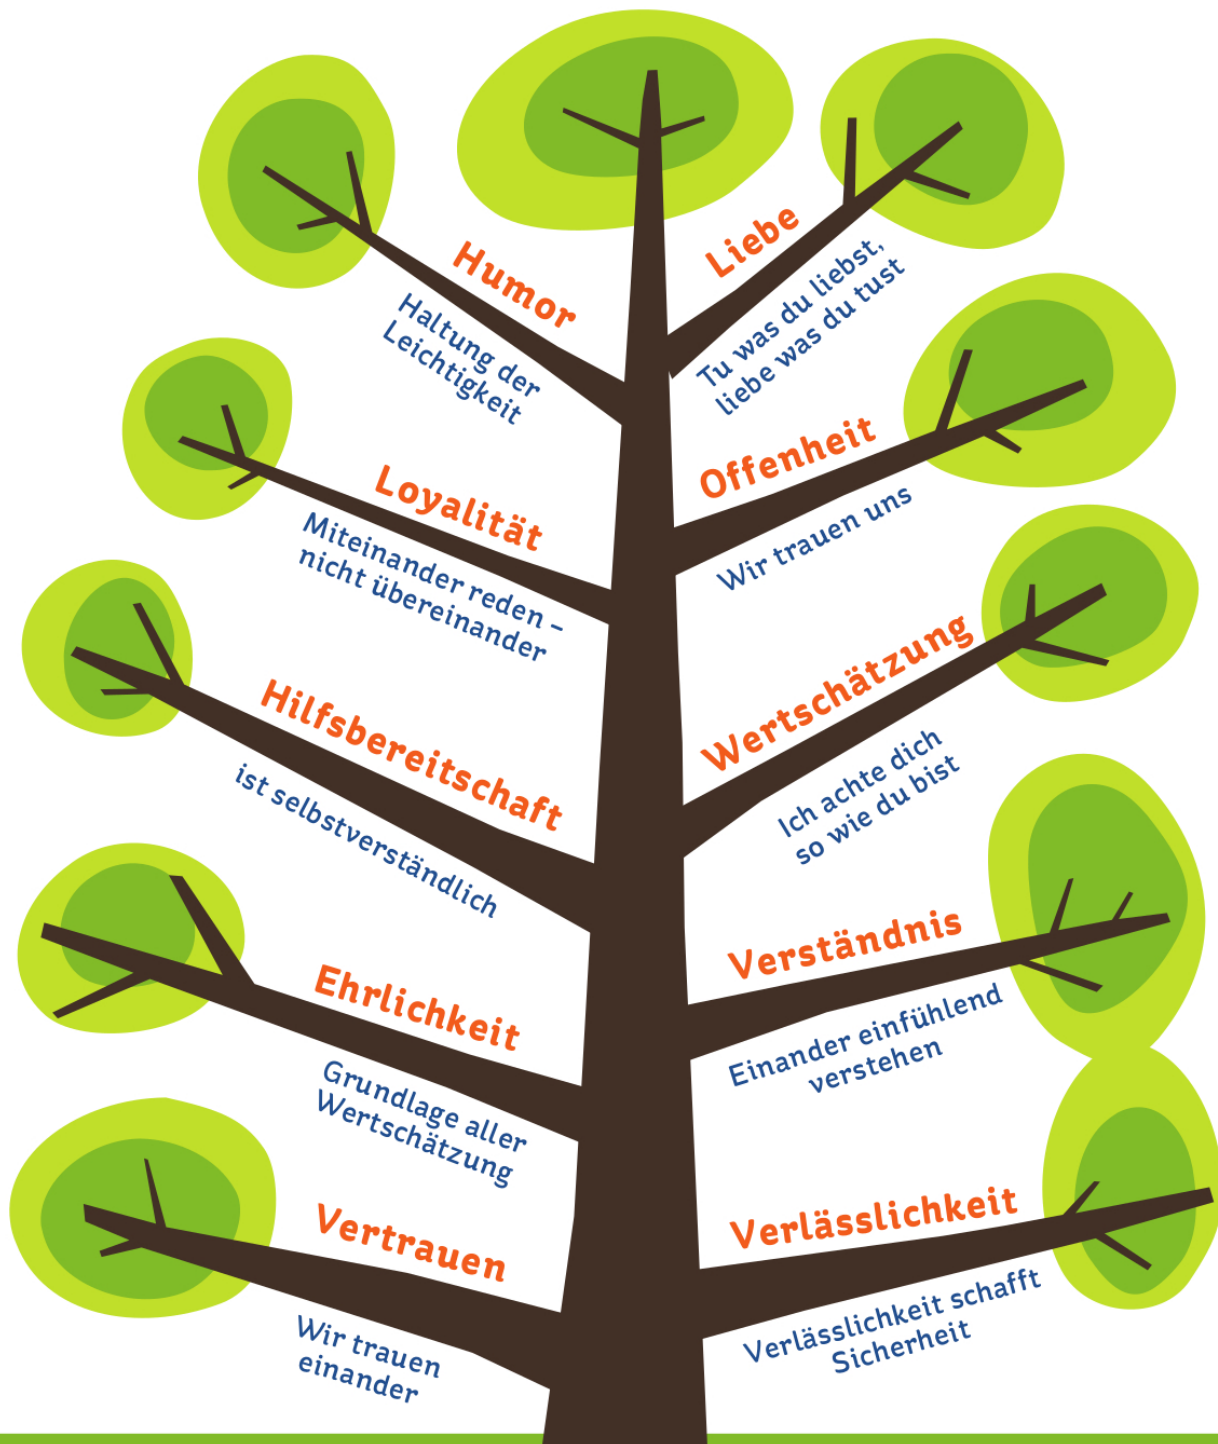 Humor
Haltung der
Leichtigkeit
Liebe
Tu was du liebst,
liebe was du tust
Loyalität
Miteinander reden –
nicht übereinander
Offenheit
Wir trauen uns
Hilfsbereitschaft
ist selbstverständlich
Wertschätzung
Ich achte dich
so wie du bist
Ehrlichkeit
Grundlage aller
Wertschätzung
Verständnis
Einander einfühlend
verstehen
Vertrauen
Wir trauen
einander
Verlässlichkeit
Verlässlichkeit schafft
Sicherheit